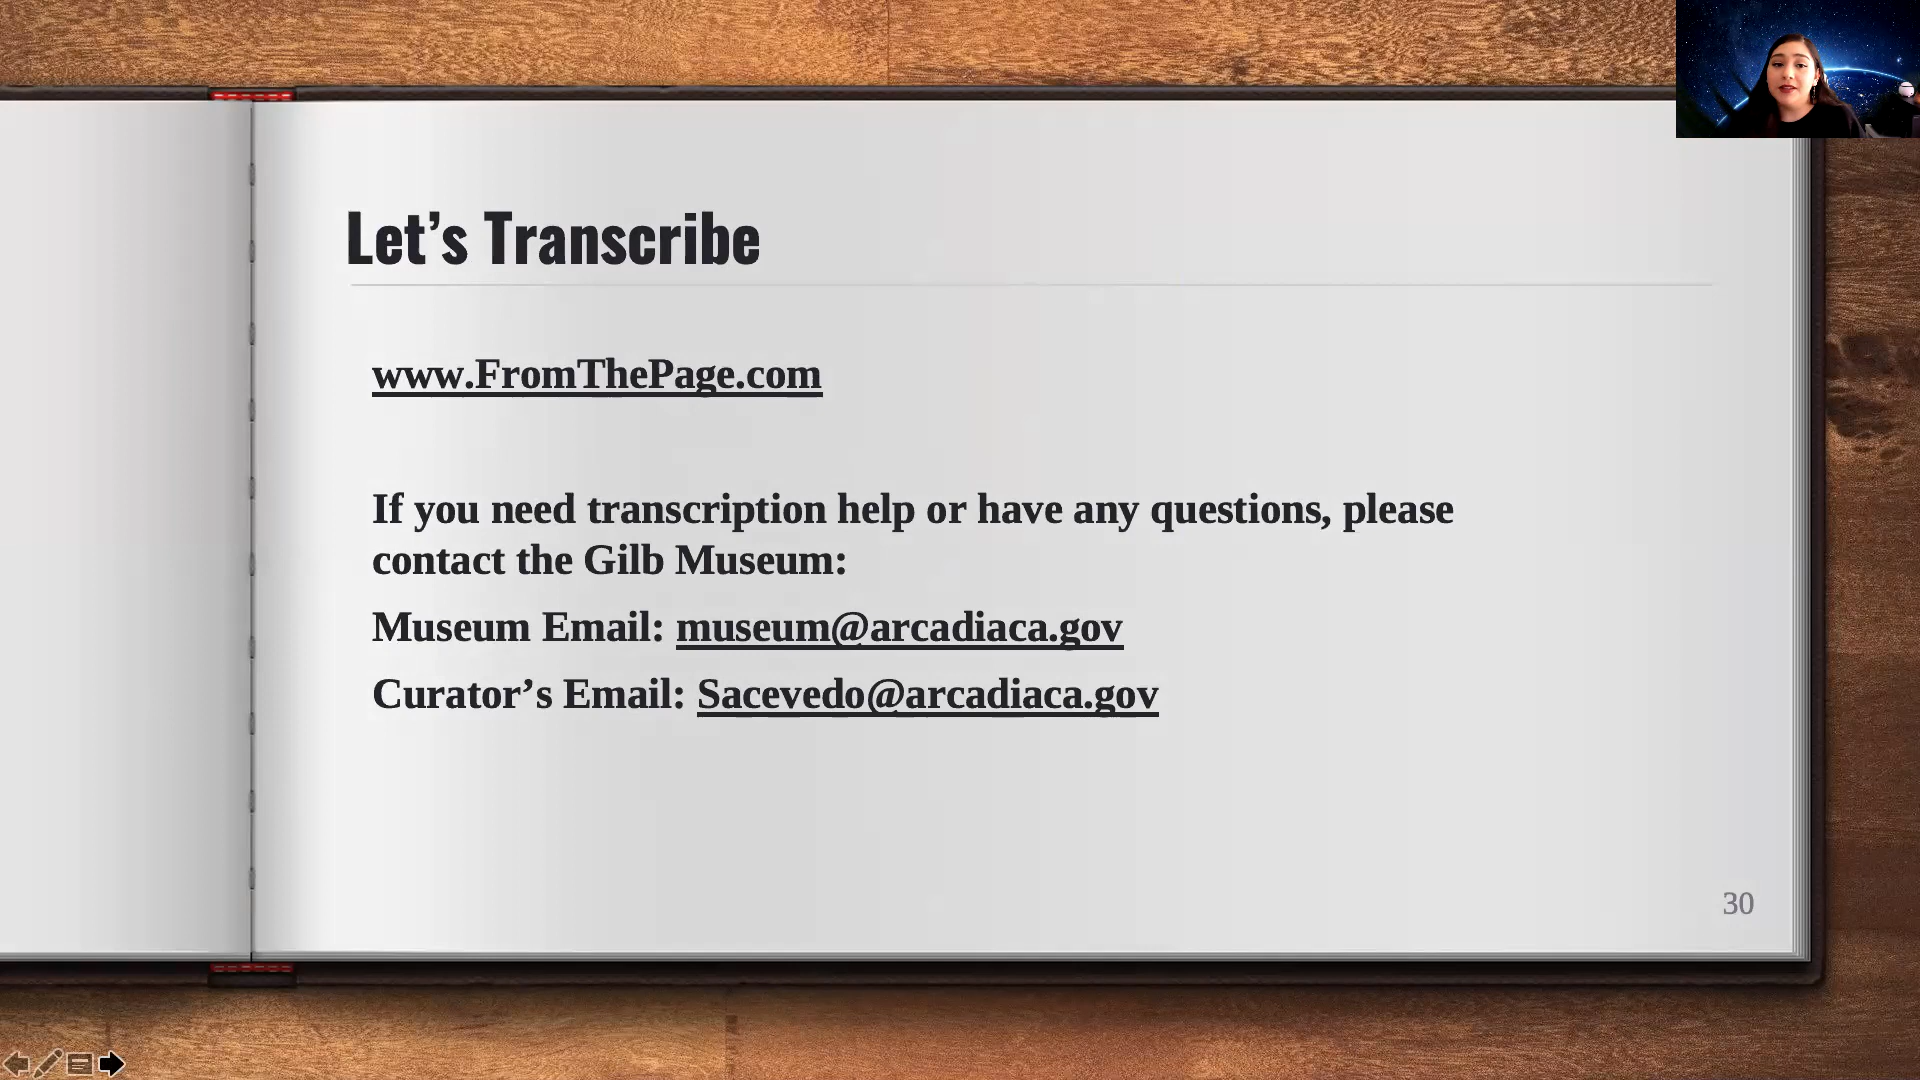 Let’s Transcribe
www.FromThePage.com
If you need transcription help or have any questions, please
contact the Gilb Museum:
Museum Email: museum@arcadiaca.gov
Curator’s Email: Sacevedo@arcadiaca.gov
30